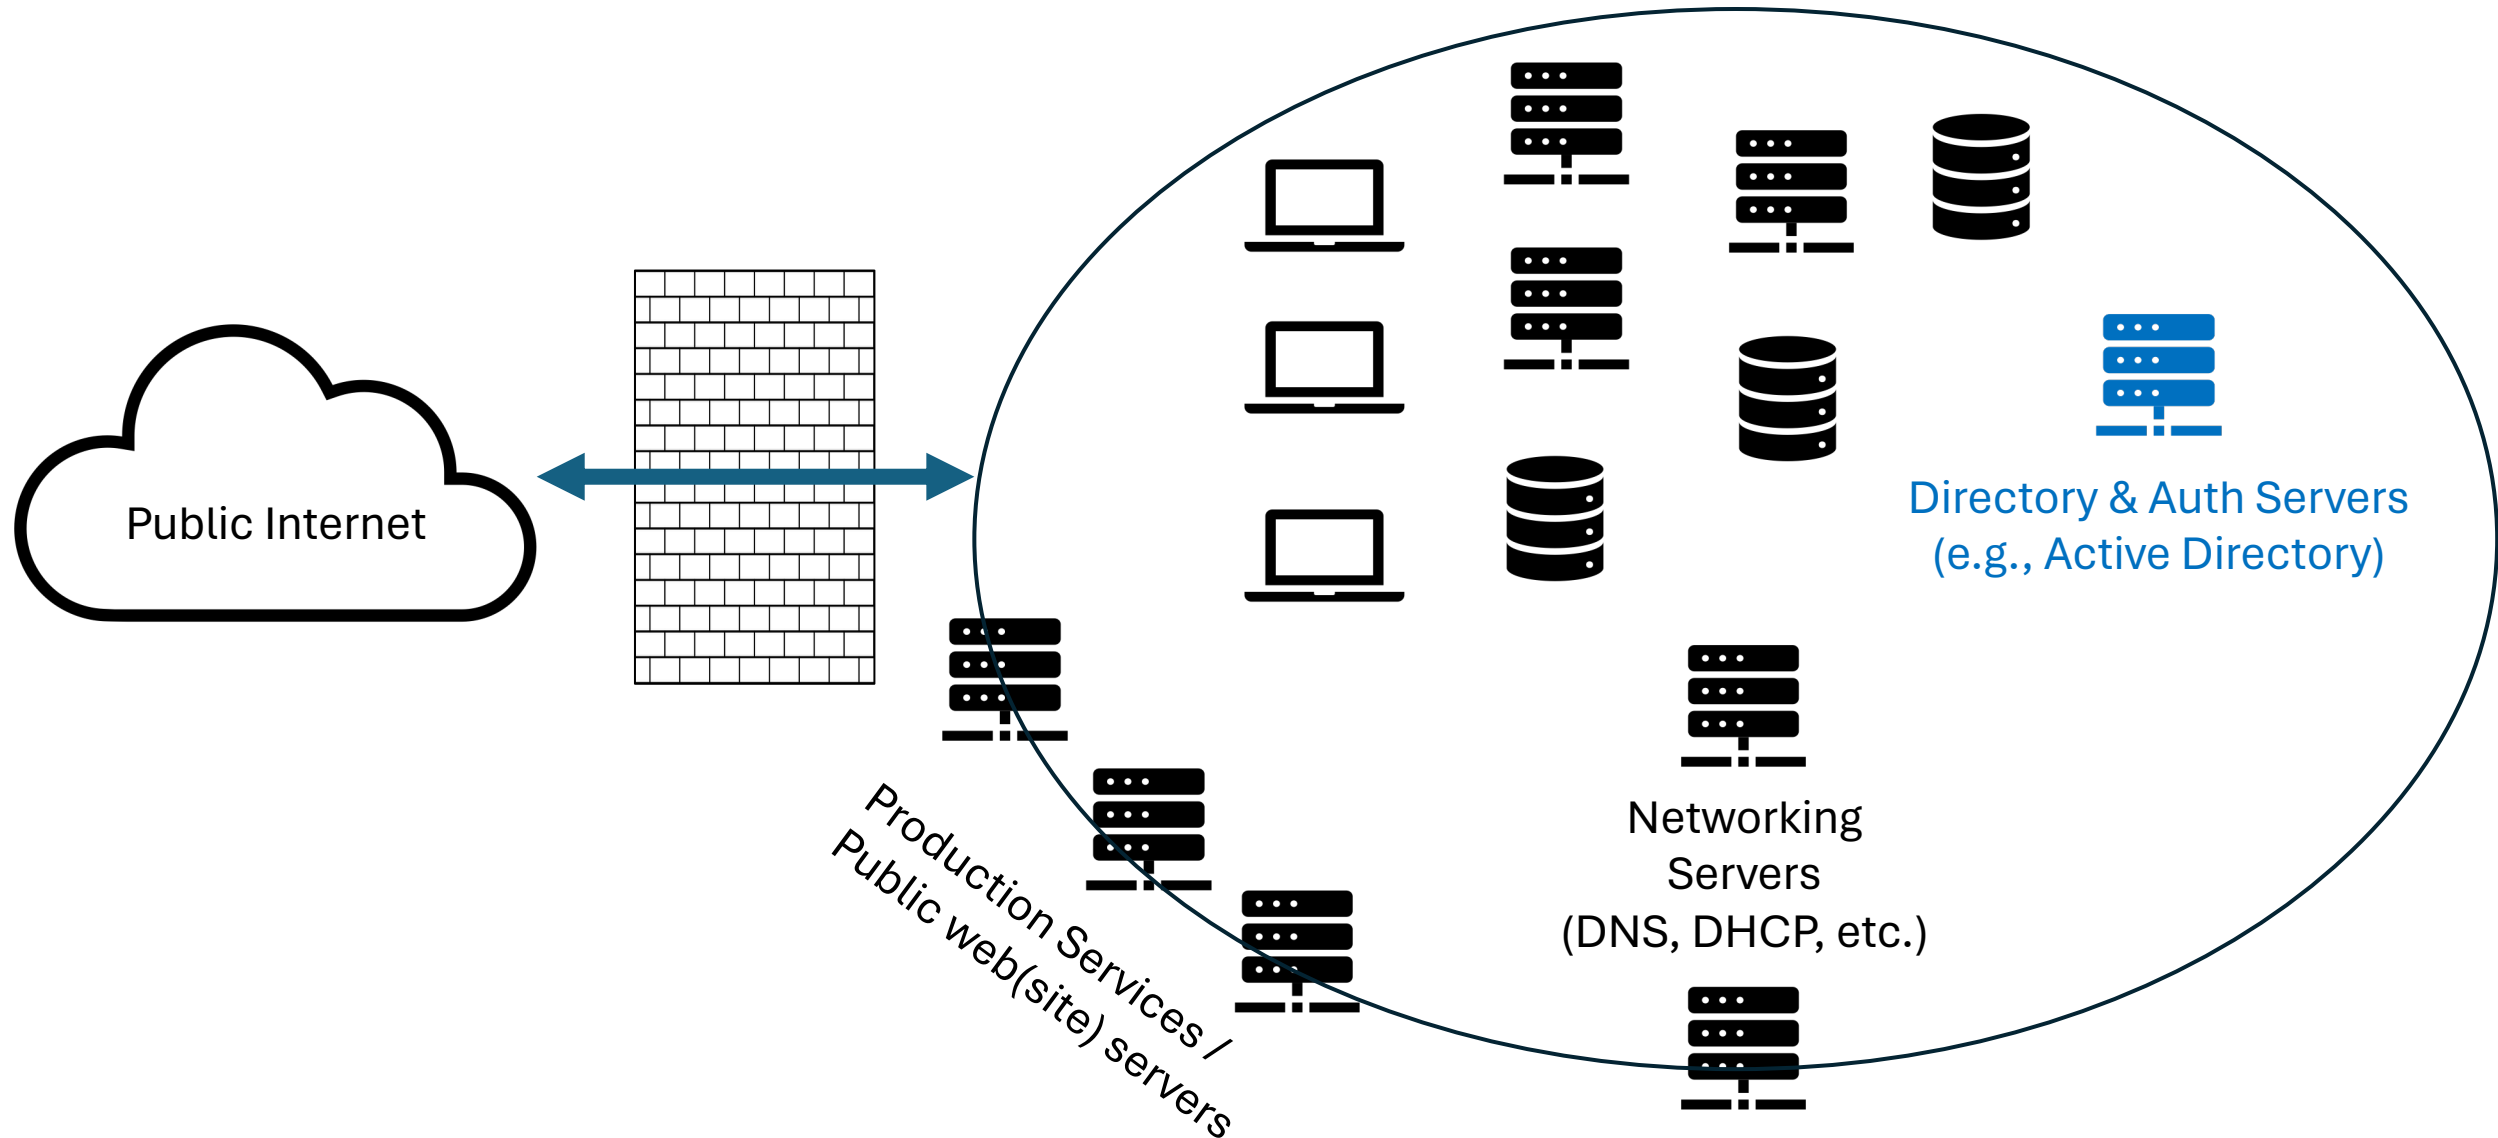 Public Internet
Directory & Auth Servers
(e.g., Active Directory)
Networking
Servers
(DNS, DHCP, etc.)
Production Services /
Public web(site) servers